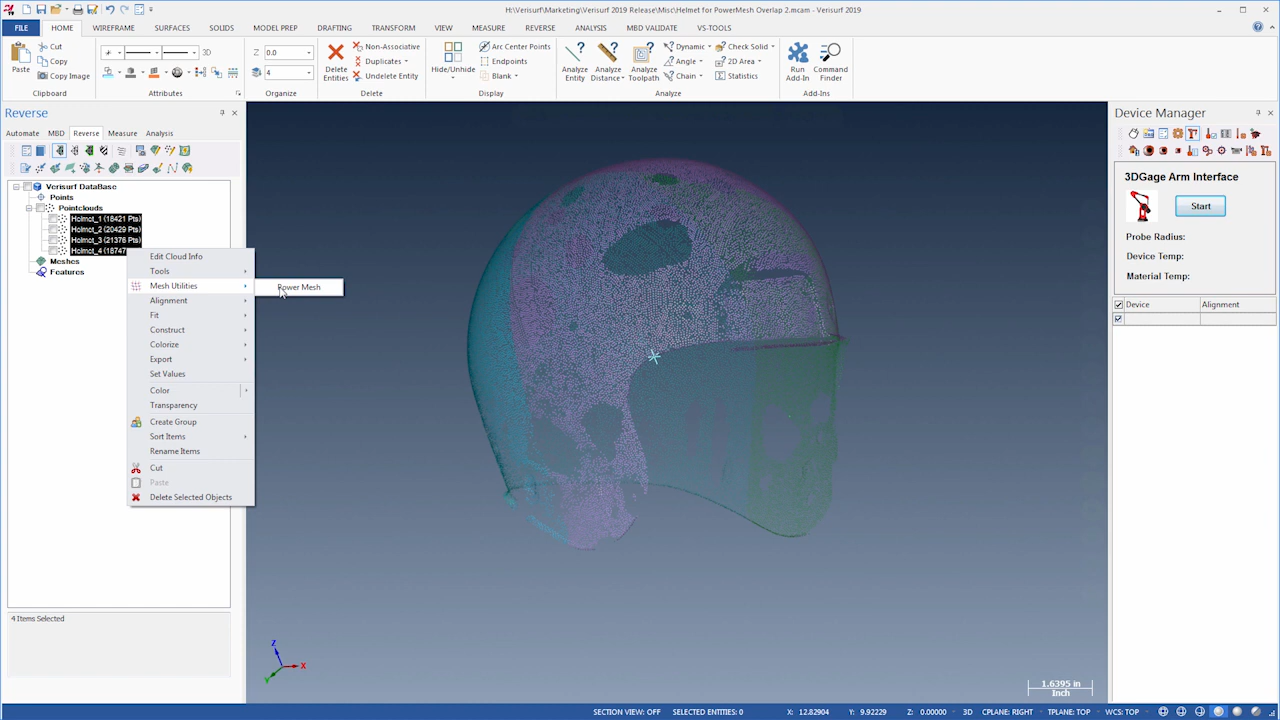 H:\Verisurf\Marketing\Verisurf 2019 Release\Misc\Helmet for PowerMesh Overlap 2.mcam - Verisurf 2019
FILE HOME WIREFRAME SURFACES SOLIDS MODEL PREP DRAFTING TRANSFORM VIEW MEASURE REVERSE ANALYSIS MBD VALIDATE VS-TOOLS
Paste
Cut
Copy
Copy Image
Clipboard
3D
Attributes
Z 0.0
4
Organize
Delete Entities
Non-Associative
Duplicates
Undelete Entity
Delete
Hide/Unhide
Arc Center Points
Endpoints
Blank
Display
Analyze Entity
Analyze Distance
Analyze Toolpath
Dynamic
Angle
Chain
Check Solid
2D Area
Statistics
Analyze
Run Add-In
Command Finder
Add-Ins
Reverse
Automate MBD Reverse Measure Analysis
Verisurf DataBase
Points
Pointclouds
Helmet_1 (18421 Pts)
Helmet_2 (20429 Pts)
Helmet_3 (21376 Pts)
Helmet_4 (18747
Meshes
Features
Edit Cloud Info
Tools
Mesh Utilities
Power Mesh
Alignment
Fit
Construct
Colorize
Export
Set Values
Color
Transparency
Create Group
Sort Items
Rename Items
Cut
Paste
Delete Selected Objects
4 Items Selected
Z
X
Y
1.6395 in
Inch
Device Manager
3DGage Arm Interface
Start
Probe Radius:
Device Temp:
Material Temp:
Device Alignment
SECTION VIEW: OFF SELECTED ENTITIES: 0 X: 12.82904 Y: 9.92229 Z: 0.00000 3D CPLANE: RIGHT TPLANE: TOP WCS: TOP